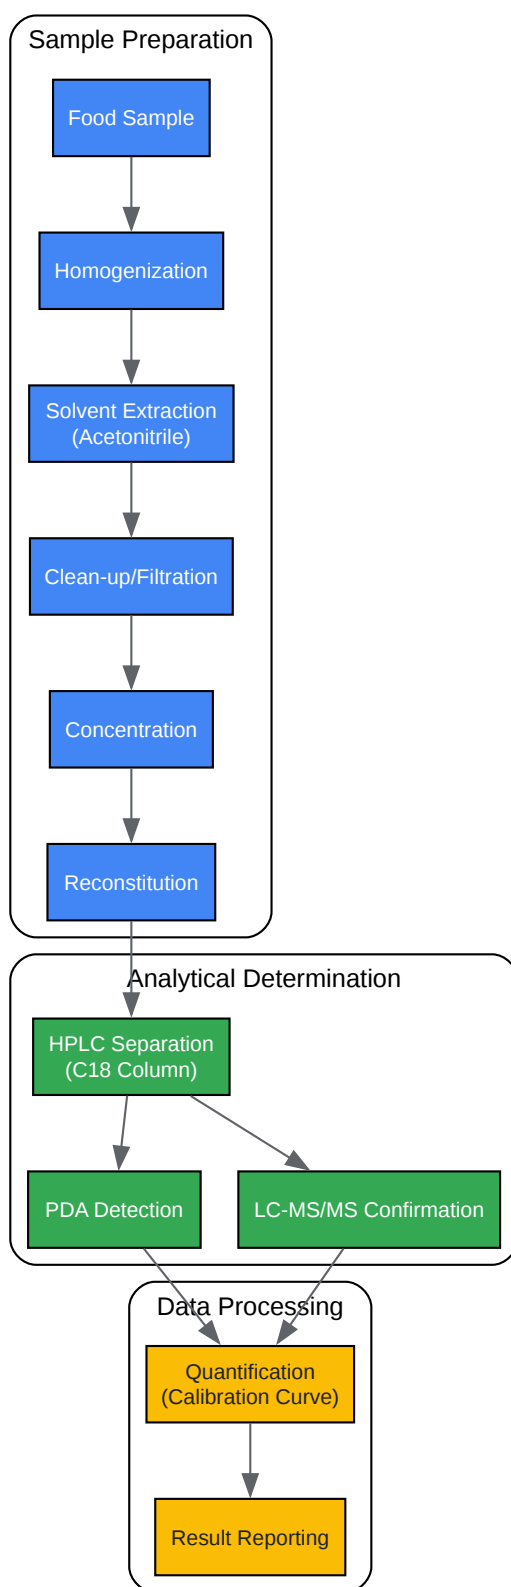 Sample Preparation
Food Sample
Homogenization
Solvent Extraction
(Acetonitrile)
Clean-up/Filtration
Concentration
Reconstitution
Analytical Determination
HPLC Separation
(C18 Column)
PDA Detection
LC-MS/MS Confirmation
Data Processing
Quantification
(Calibration Curve)
Result Reporting